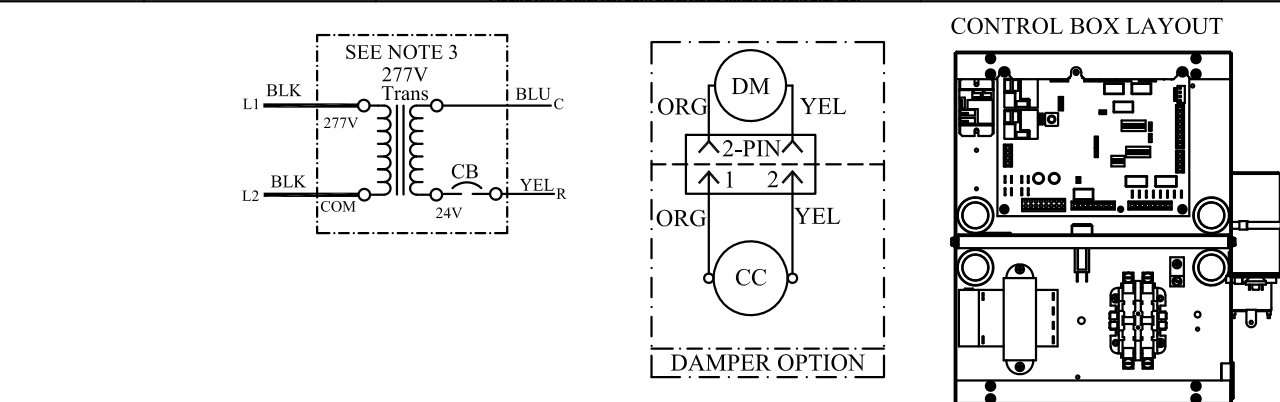 SEE NOTE 3
277V
Trans
BLK
L1
277V
BLU
C
BLK
L2
COM
CB
24V
YEL
R
DM
ORG
YEL
2-PIN
1
2
ORG
YEL
CC
DAMPER OPTION
CONTROL BOX LAYOUT